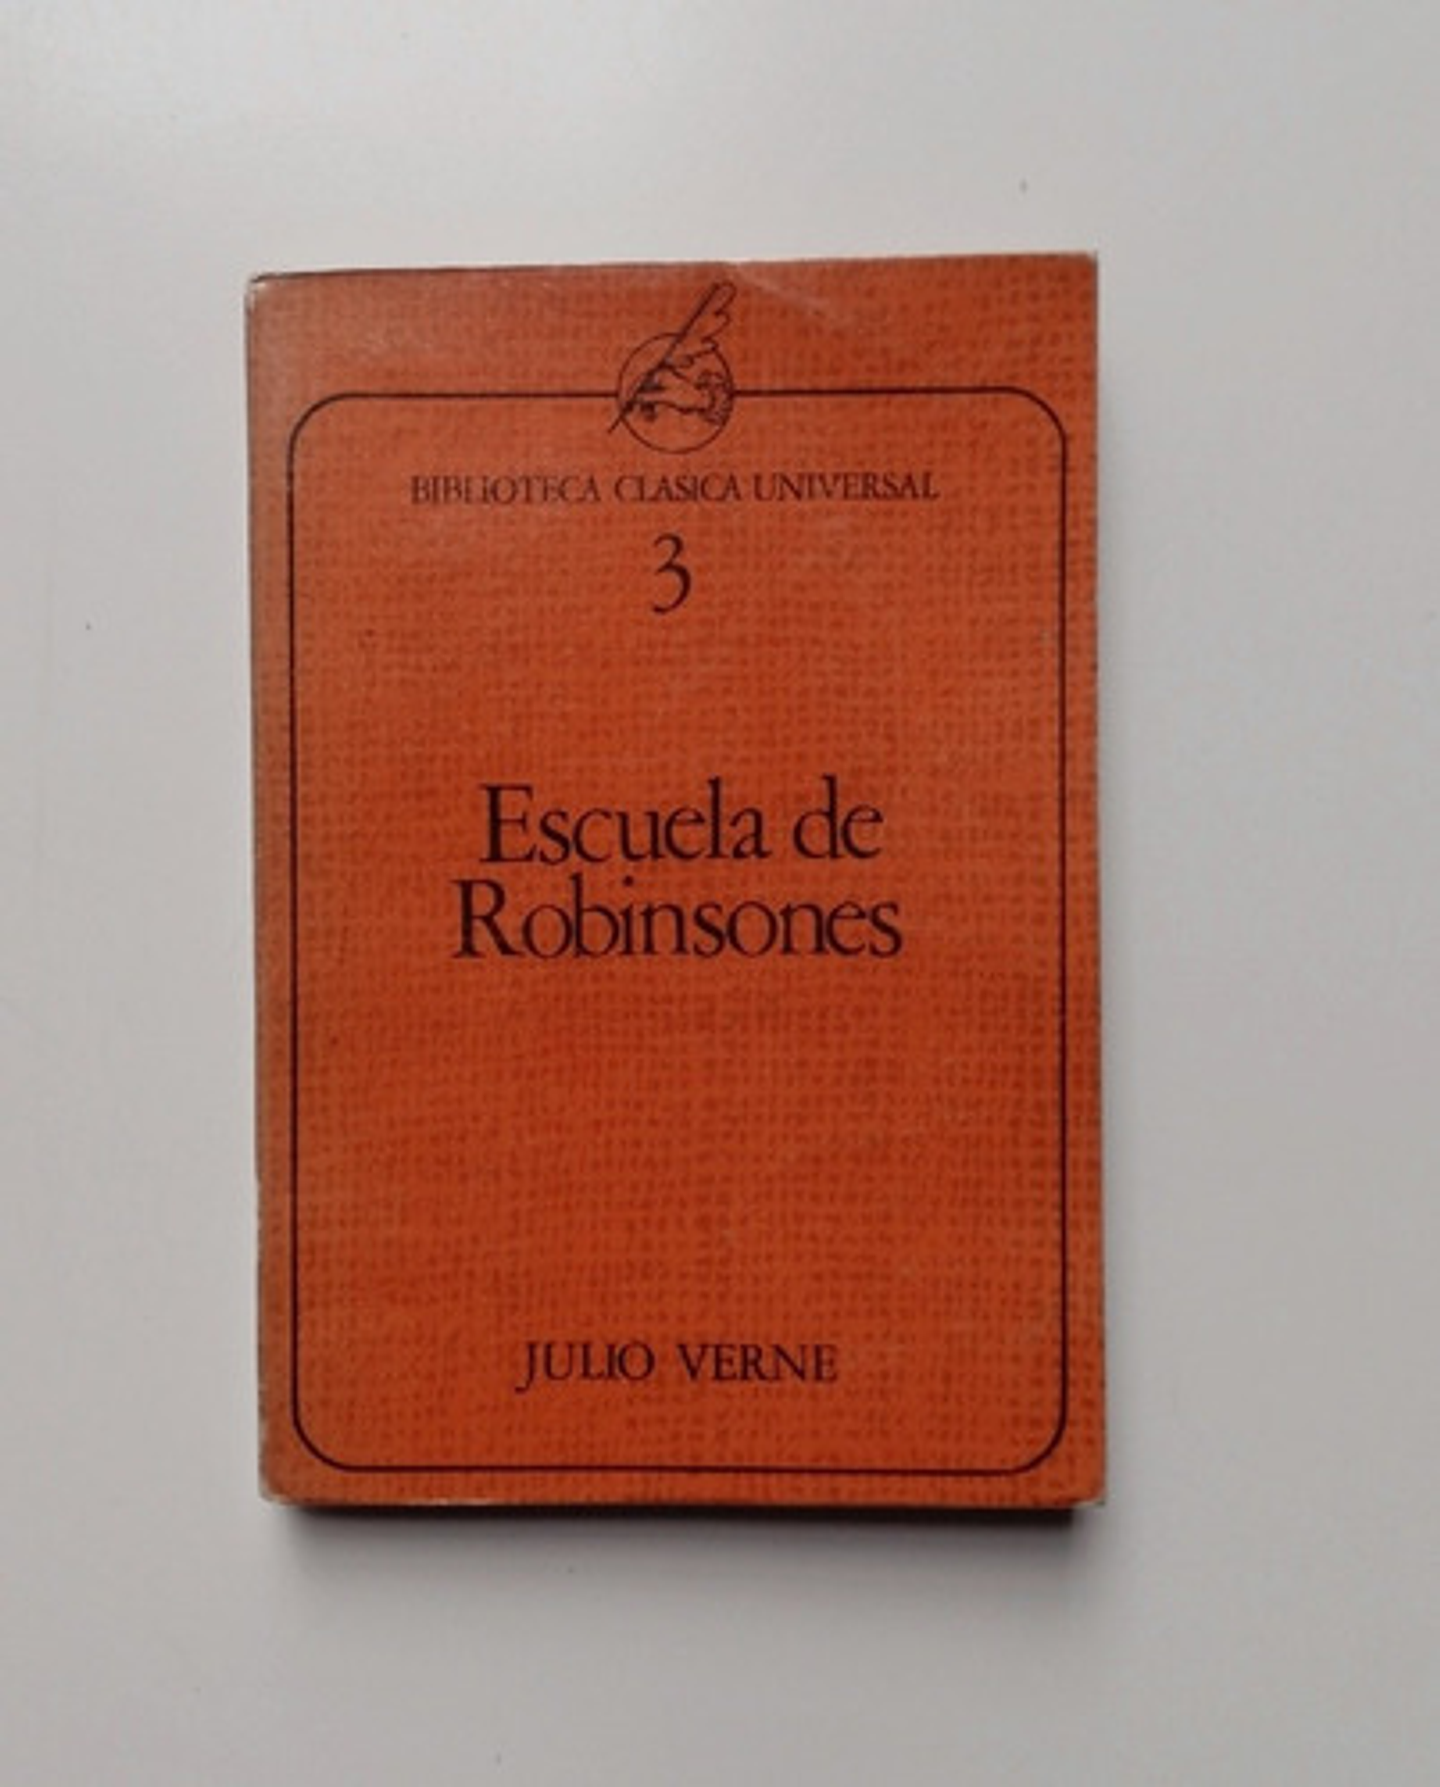 BIBLIOTECA CLASICA UNIVERSAL
3
Escuela de
Robinsones
JULIO VERNE